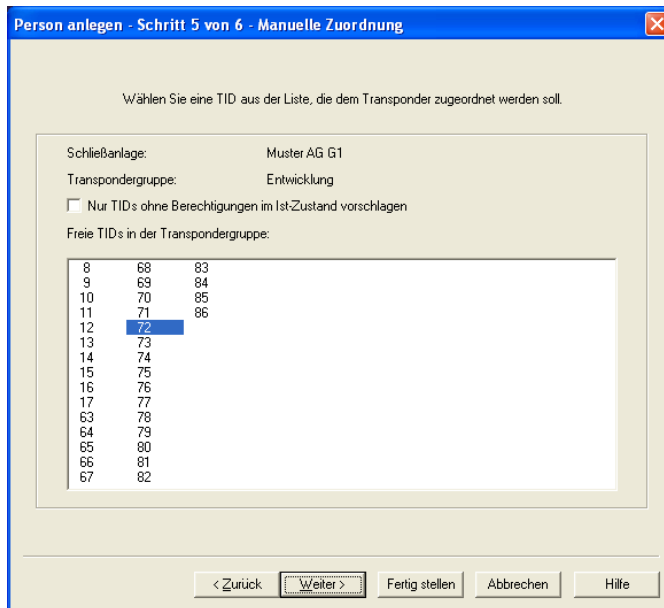 Person anlegen - Schritt 5 von 6 - Manuelle Zuordnung
Wählen Sie eine TID aus der Liste, die dem Transponder zugeordnet werden soll.
Schließanlage: Muster AG G1
Transpondergruppe: Entwicklung
Nur TIDs ohne Berechtigungen im Ist-Zustand vorschlagen
Freie TIDs in der Transpondergruppe:
8 68 83
9 69 84
10 70 85
11 71 86
12 72
13 73
14 74
15 75
16 76
17 77
63 78
64 79
65 80
66 81
67 82
< Zurück Weiter > Fertig stellen Abbrechen Hilfe